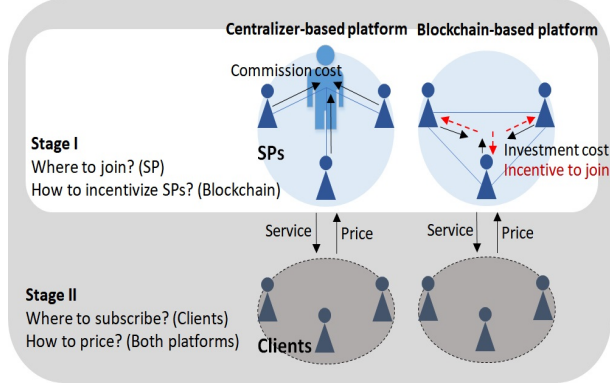 Centralizer-based platform
Blockchain-based platform
Commission cost
SPs
Investment cost
Incentive to join
Stage I
Where to join? (SP)
How to incentivize SPs? (Blockchain)
Service
Price
Service
Price
Stage II
Where to subscribe? (Clients)
How to price? (Both platforms)
Clients